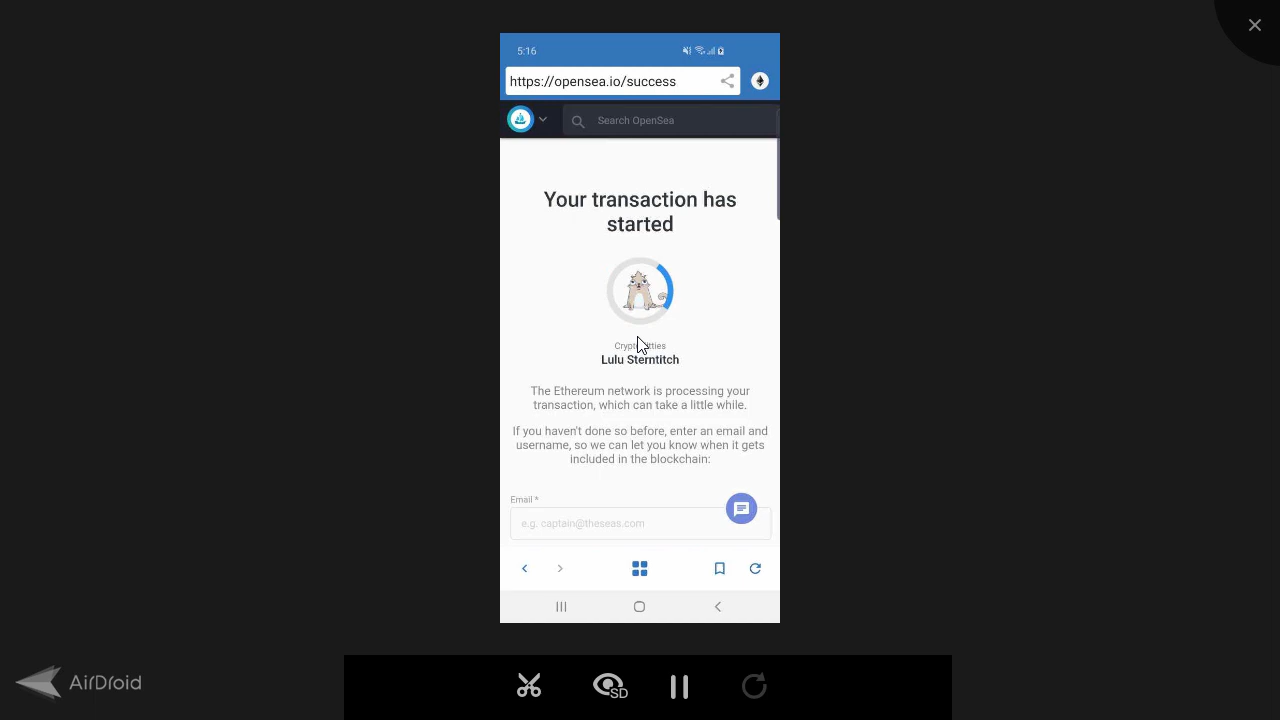 5:16
https://opensea.io/success
Search OpenSea
Your transaction has
started
Lulu Sterntitch
The Ethereum network is processing your
transaction, which can take a little while.
If you haven't done so before, enter an email and
username, so we can let you know when it gets
included in the blockchain:
Email *
e.g. captain@theseas.com
AirDroid
SD